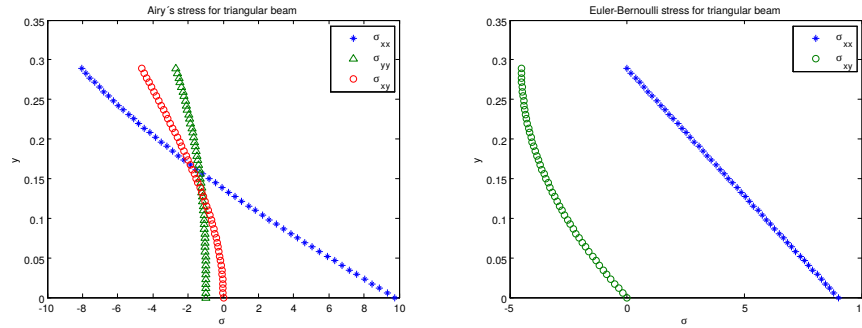 Airy´s stress for triangular beam
0.35
0.3
0.25
0.2
0.15
0.1
0.05
0
y
-10 -8 -6 -4 -2 0 2 4 6 8 10
σ
σxx
σyy
σxy
Euler-Bernoulli stress for triangular beam
0.35
0.3
0.25
0.2
0.15
0.1
0.05
0
y
-5 0 5 10
σ
σxx
σxy